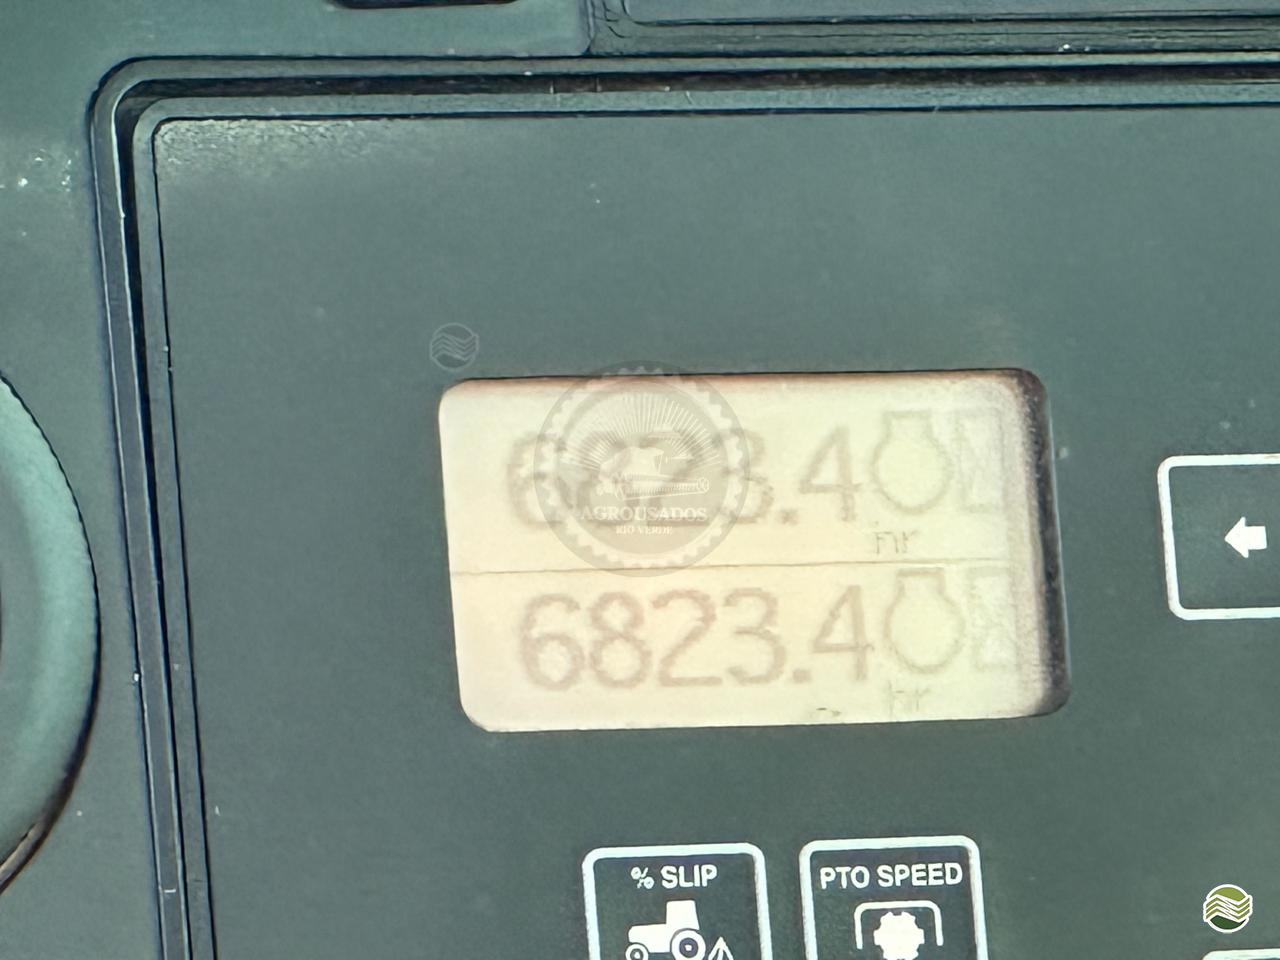 6823.4
hr
AGROUSADOS
RIO VERDE
6823.4
hr
% SLIP
PTO SPEED